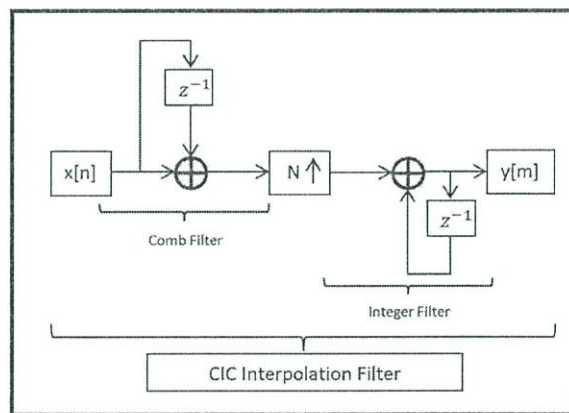 z⁻¹
x[n]
N ↑
y[m]
z⁻¹
Comb Filter
Integer Filter
CIC Interpolation Filter